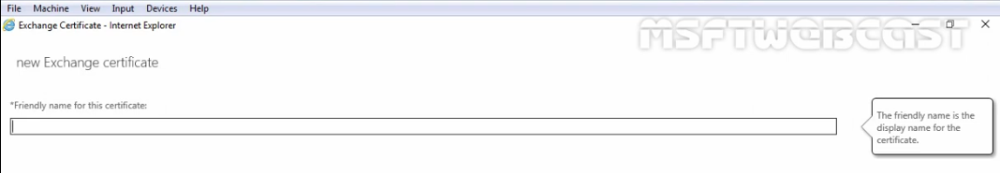 File Machine View Input Devices Help
Exchange Certificate - Internet Explorer
MSFTWEBCAST
new Exchange certificate
*Friendly name for this certificate:
The friendly name is the
display name for the
certificate.